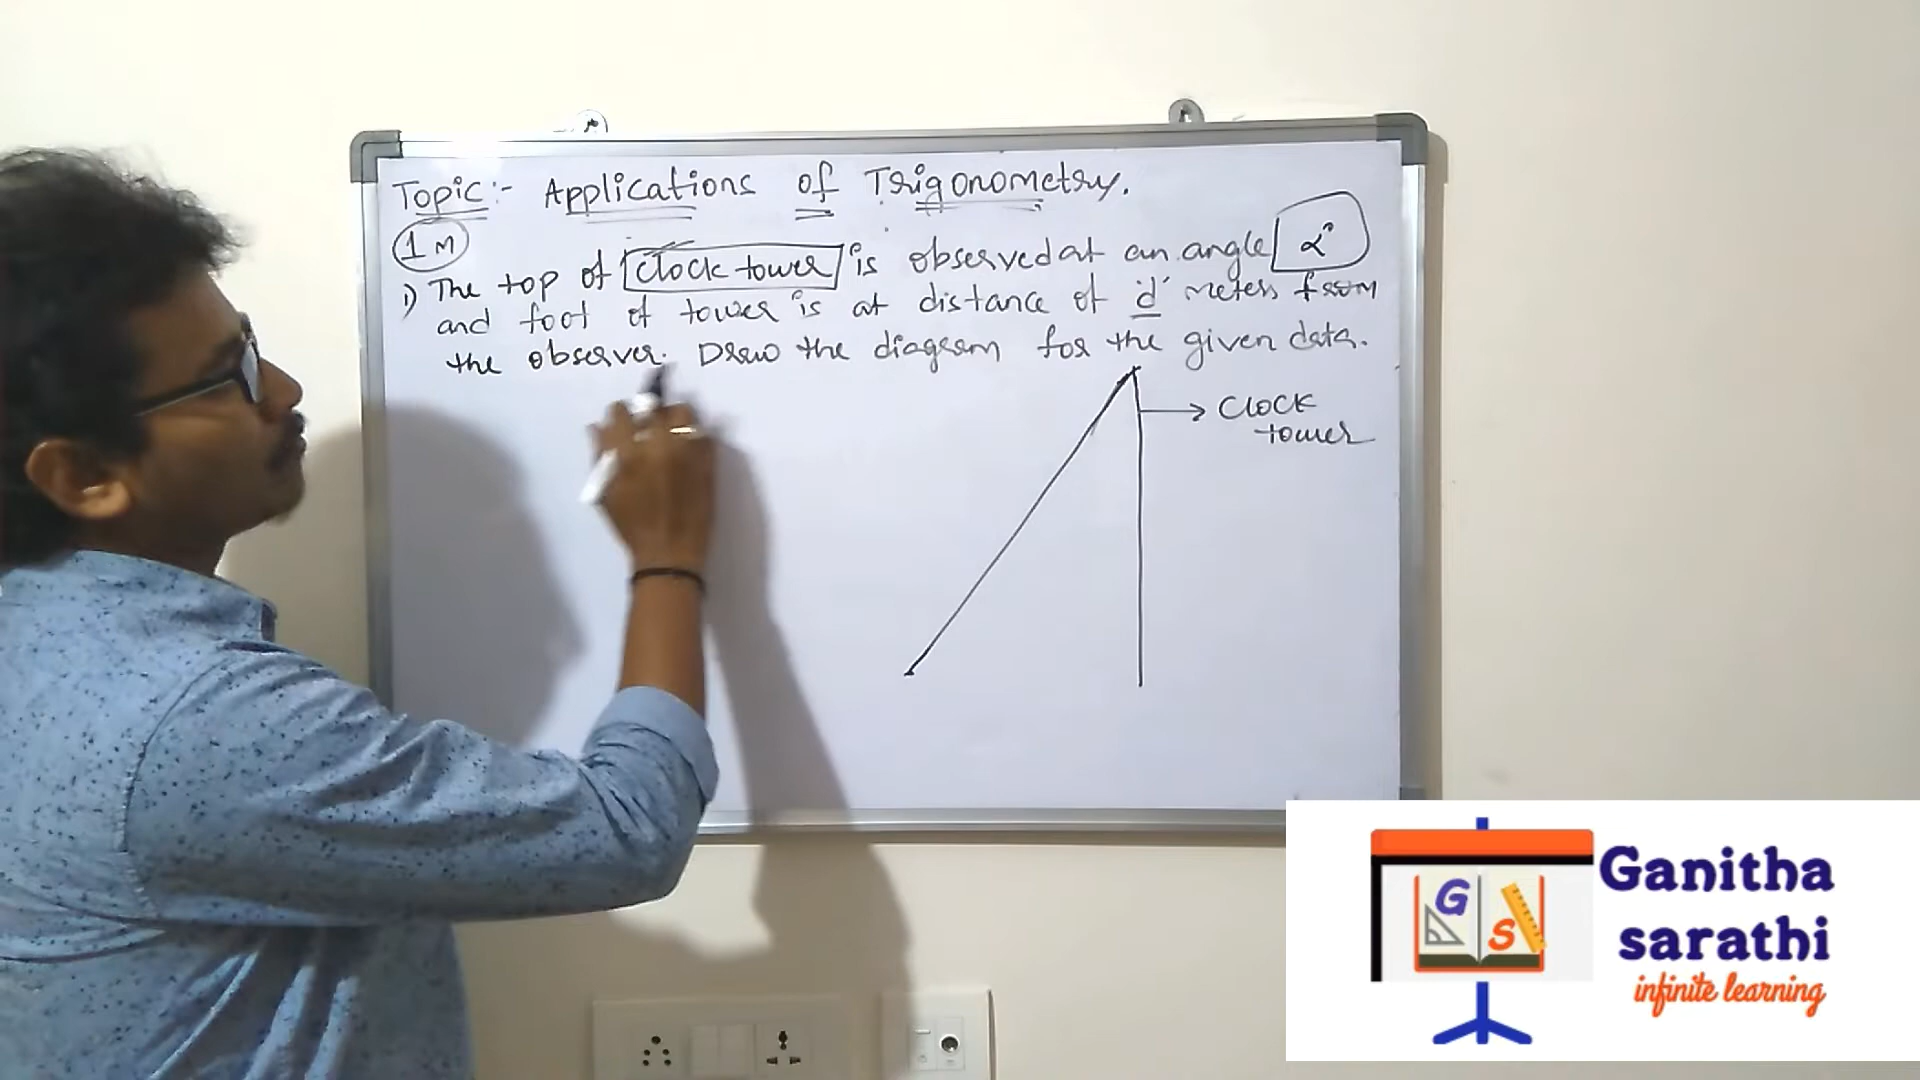 Topic:- Applications of Trigonometry.
1 M
1) The top of clock tower is observed at an angle α°
and foot of tower is at distance of 'd' meters from
the observer. Draw the diagram for the given data.
Clock
tower
G
S
Ganitha
sarathi
infinite learning